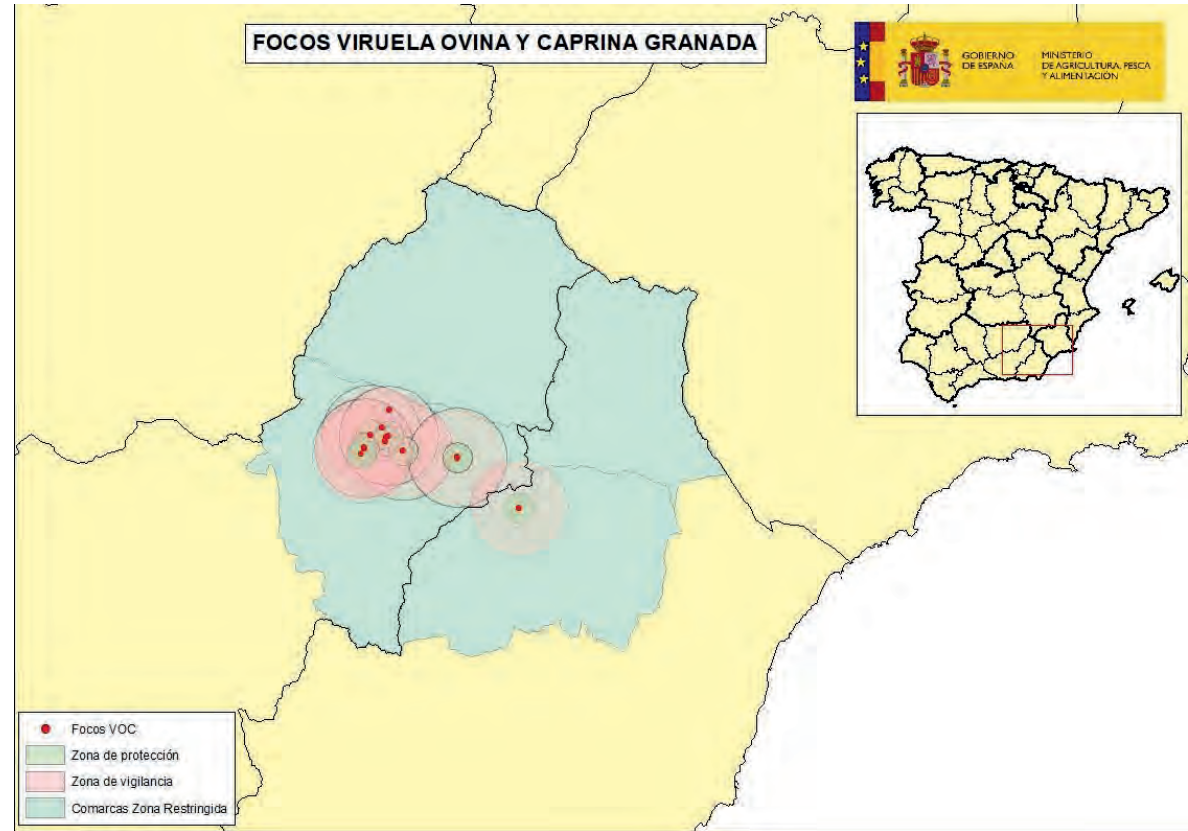 FOCOS VIRUELA OVINA Y CAPRINA GRANADA
GOBIERNO
DE ESPAÑA
MINISTERIO
DE AGRICULTURA, PESCA
Y ALIMENTACIÓN
Focos VOC
Zona de protección
Zona de vigilancia
Comarcas Zona Restringida